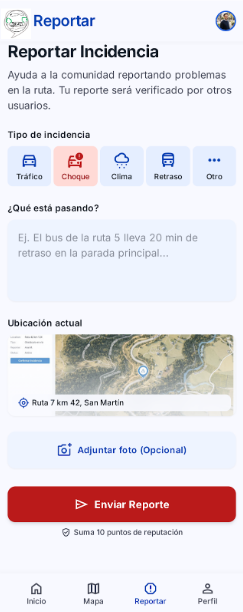 Reportar
Reportar Incidencia
Ayuda a la comunidad reportando problemas
en la ruta. Tu reporte será verificado por otros
usuarios.
Tipo de incidencia
Tráfico
Choque
Clima
Retraso
Otro
¿Qué está pasando?
Ej. El bus de la ruta 5 lleva 20 min de
retraso en la parada principal...
Ubicación actual
Ruta 7 km 42, San Martín
Adjuntar foto (Opcional)
Enviar Reporte
Suma 10 puntos de reputación
Inicio
Mapa
Reportar
Perfil